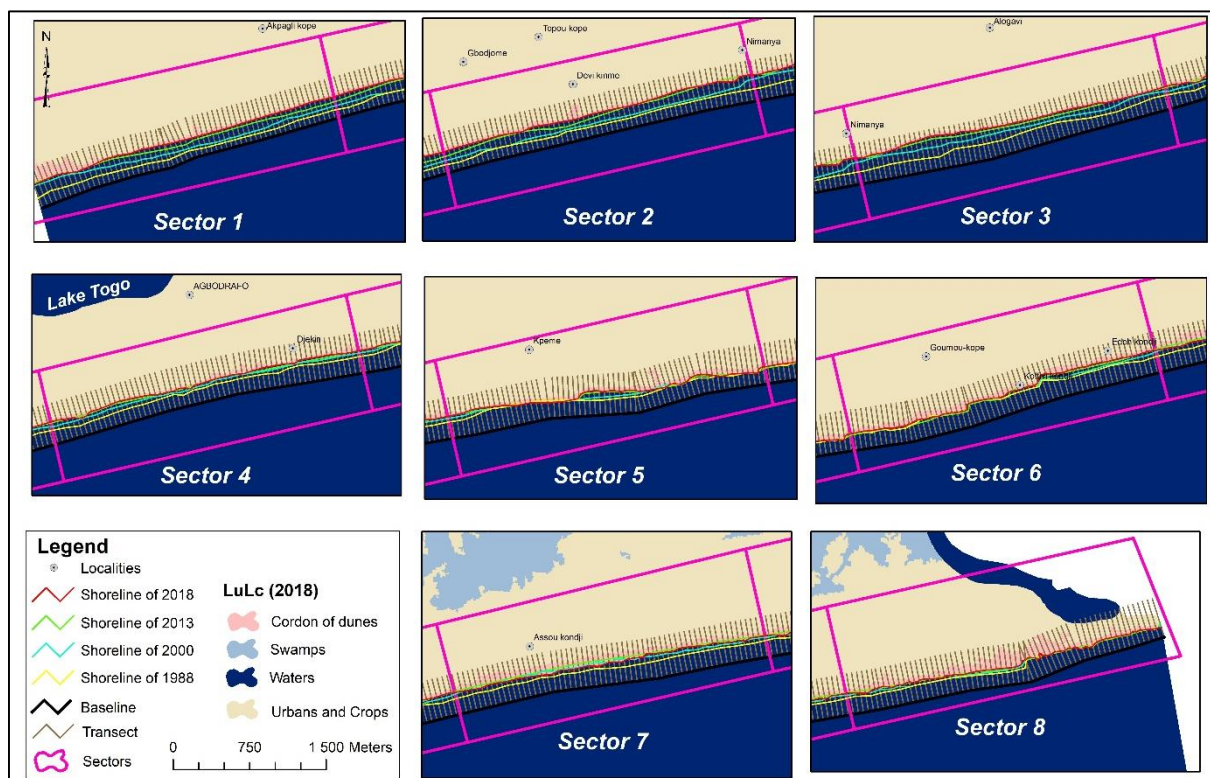 N
Akpagli kope
Sector 1
Topou kope
Gbodjome
Nimanya
Devi kinme
Sector 2
Alogavi
Nimanya
Sector 3
Lake Togo
AGBODRAFO
Djekin
Sector 4
Kpeme
Sector 5
Goumou-kope
Edoh kondji
Sector 6
Legend
Localities
Shoreline of 2018
Shoreline of 2013
Shoreline of 2000
Shoreline of 1988
Baseline
Transect
Sectors
LuLc (2018)
Cordon of dunes
Swamps
Waters
Urbans and Crops
0 750 1 500 Meters
Assou kondji
Sector 7
Sector 8